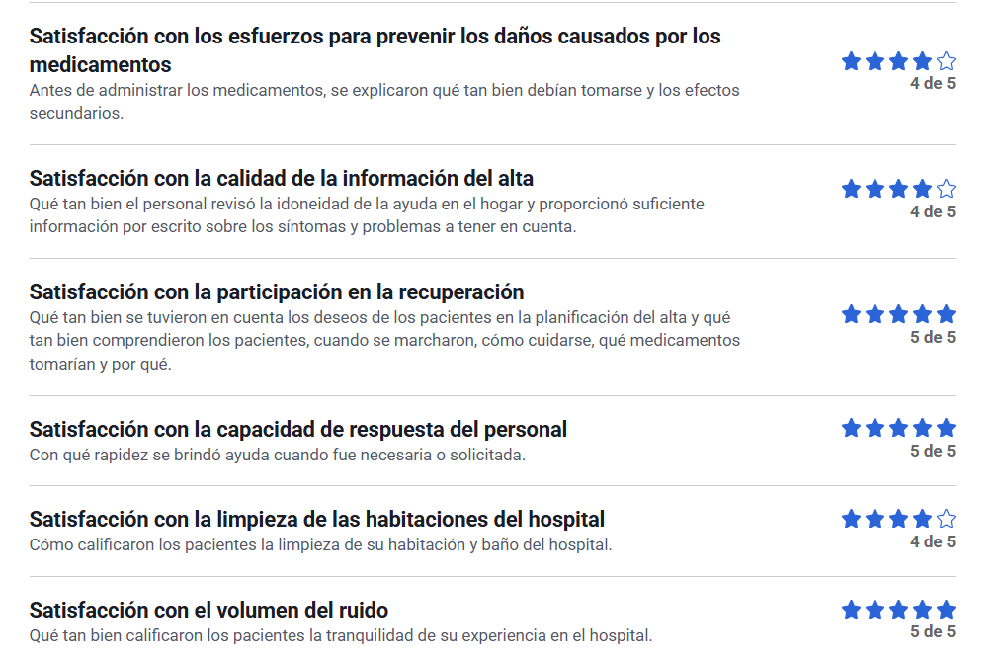 Satisfacción con los esfuerzos para prevenir los daños causados por los
medicamentos
Antes de administrar los medicamentos, se explicaron qué tan bien debían tomarse y los efectos
secundarios.
4 de 5
Satisfacción con la calidad de la información del alta
Qué tan bien el personal revisó la idoneidad de la ayuda en el hogar y proporcionó suficiente
información por escrito sobre los síntomas y problemas a tener en cuenta.
4 de 5
Satisfacción con la participación en la recuperación
Qué tan bien se tuvieron en cuenta los deseos de los pacientes en la planificación del alta y qué
tan bien comprendieron los pacientes, cuando se marcharon, cómo cuidarse, qué medicamentos
tomarían y por qué.
5 de 5
Satisfacción con la capacidad de respuesta del personal
Con qué rapidez se brindó ayuda cuando fue necesaria o solicitada.
5 de 5
Satisfacción con la limpieza de las habitaciones del hospital
Cómo calificaron los pacientes la limpieza de su habitación y baño del hospital.
4 de 5
Satisfacción con el volumen del ruido
Qué tan bien calificaron los pacientes la tranquilidad de su experiencia en el hospital.
5 de 5